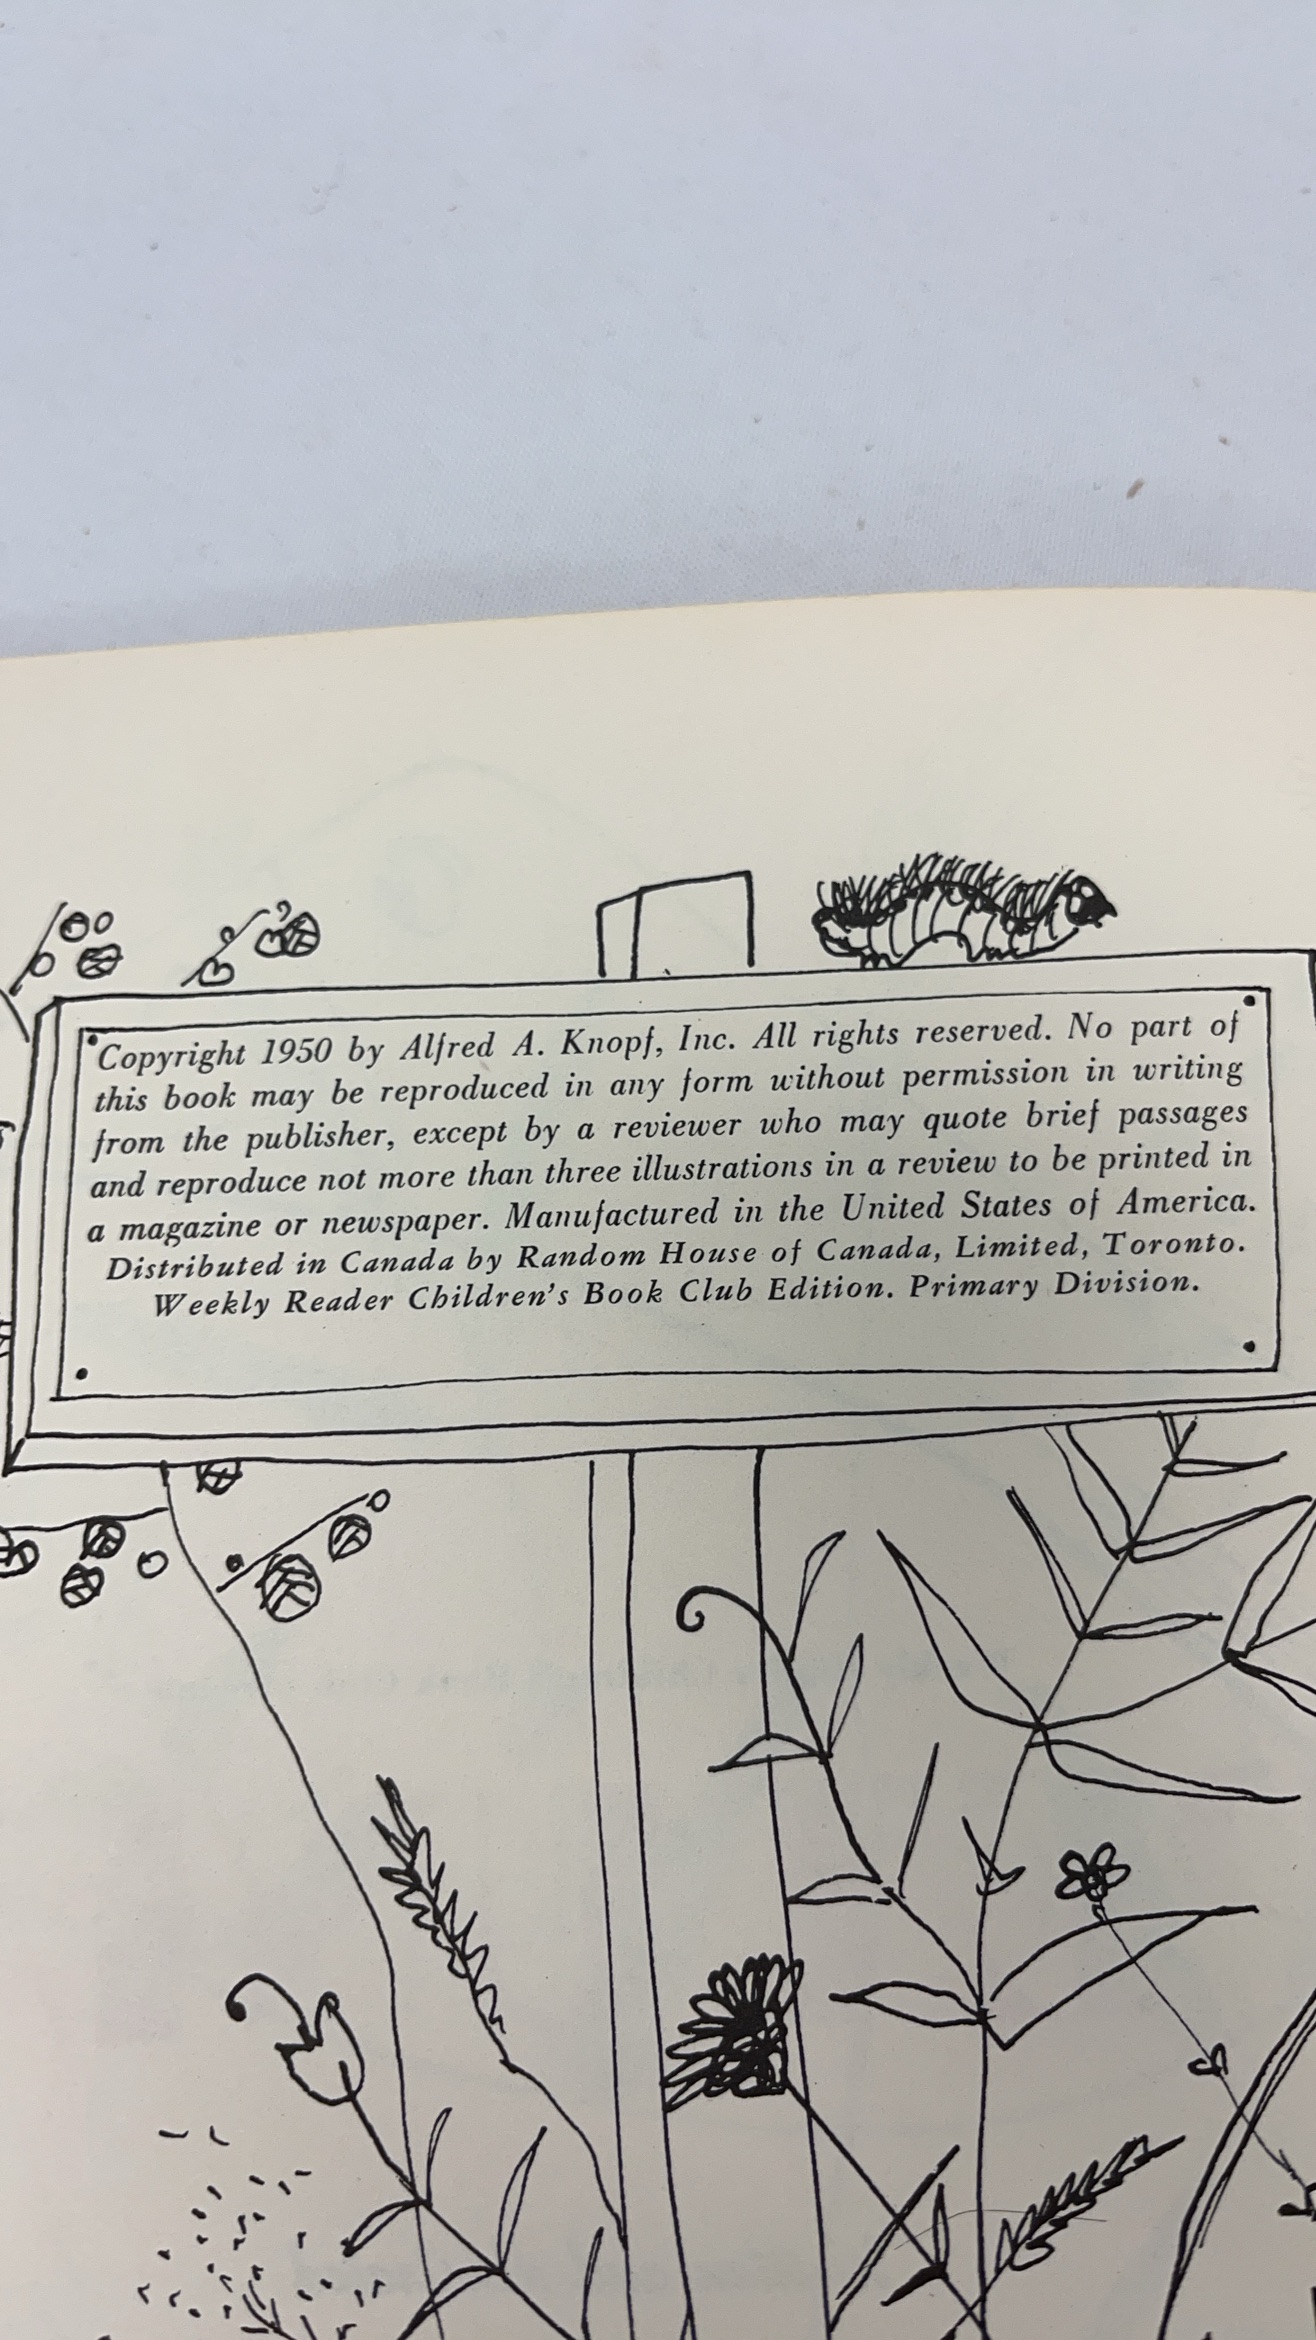 Copyright 1950 by Alfred A. Knopf, Inc. All rights reserved. No part of
this book may be reproduced in any form without permission in writing
from the publisher, except by a reviewer who may quote brief passages
and reproduce not more than three illustrations in a review to be printed in
a magazine or newspaper. Manufactured in the United States of America.
Distributed in Canada by Random House of Canada, Limited, Toronto.
Weekly Reader Children's Book Club Edition. Primary Division.